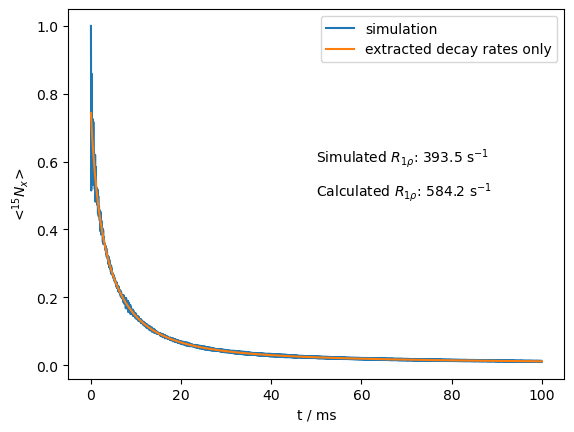 simulation
extracted decay rates only
Simulated R₁ρ: 393.5 s⁻¹
Calculated R₁ρ: 584.2 s⁻¹
<¹⁵Nₓ>
1.0
0.8
0.6
0.4
0.2
0.0
0 20 40 60 80 100
t / ms